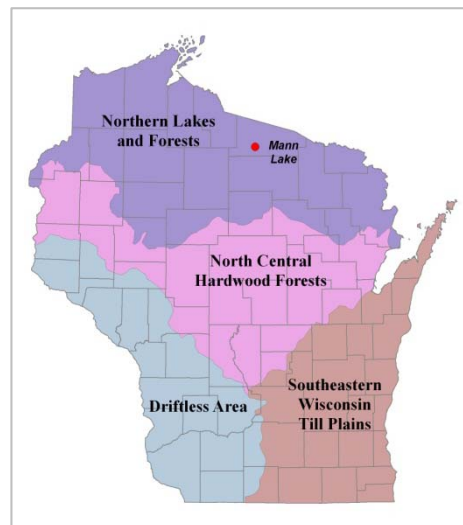 Northern Lakes
and Forests
Mann
Lake
North Central
Hardwood Forests
Driftless Area
Southeastern
Wisconsin
Till Plains